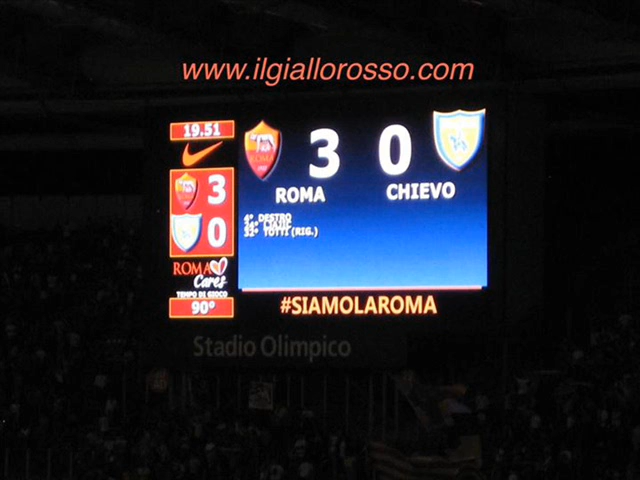 www.ilgiallorosso.com
19.51
3
0
ROMA
Cares
TEMPO DI GIOCO
90°
ROMA
3 0
ROMA CHIEVO
4° DESTRO
32° TOTTI (RIG.)
#SIAMOLAROMA
Stadio Olimpico